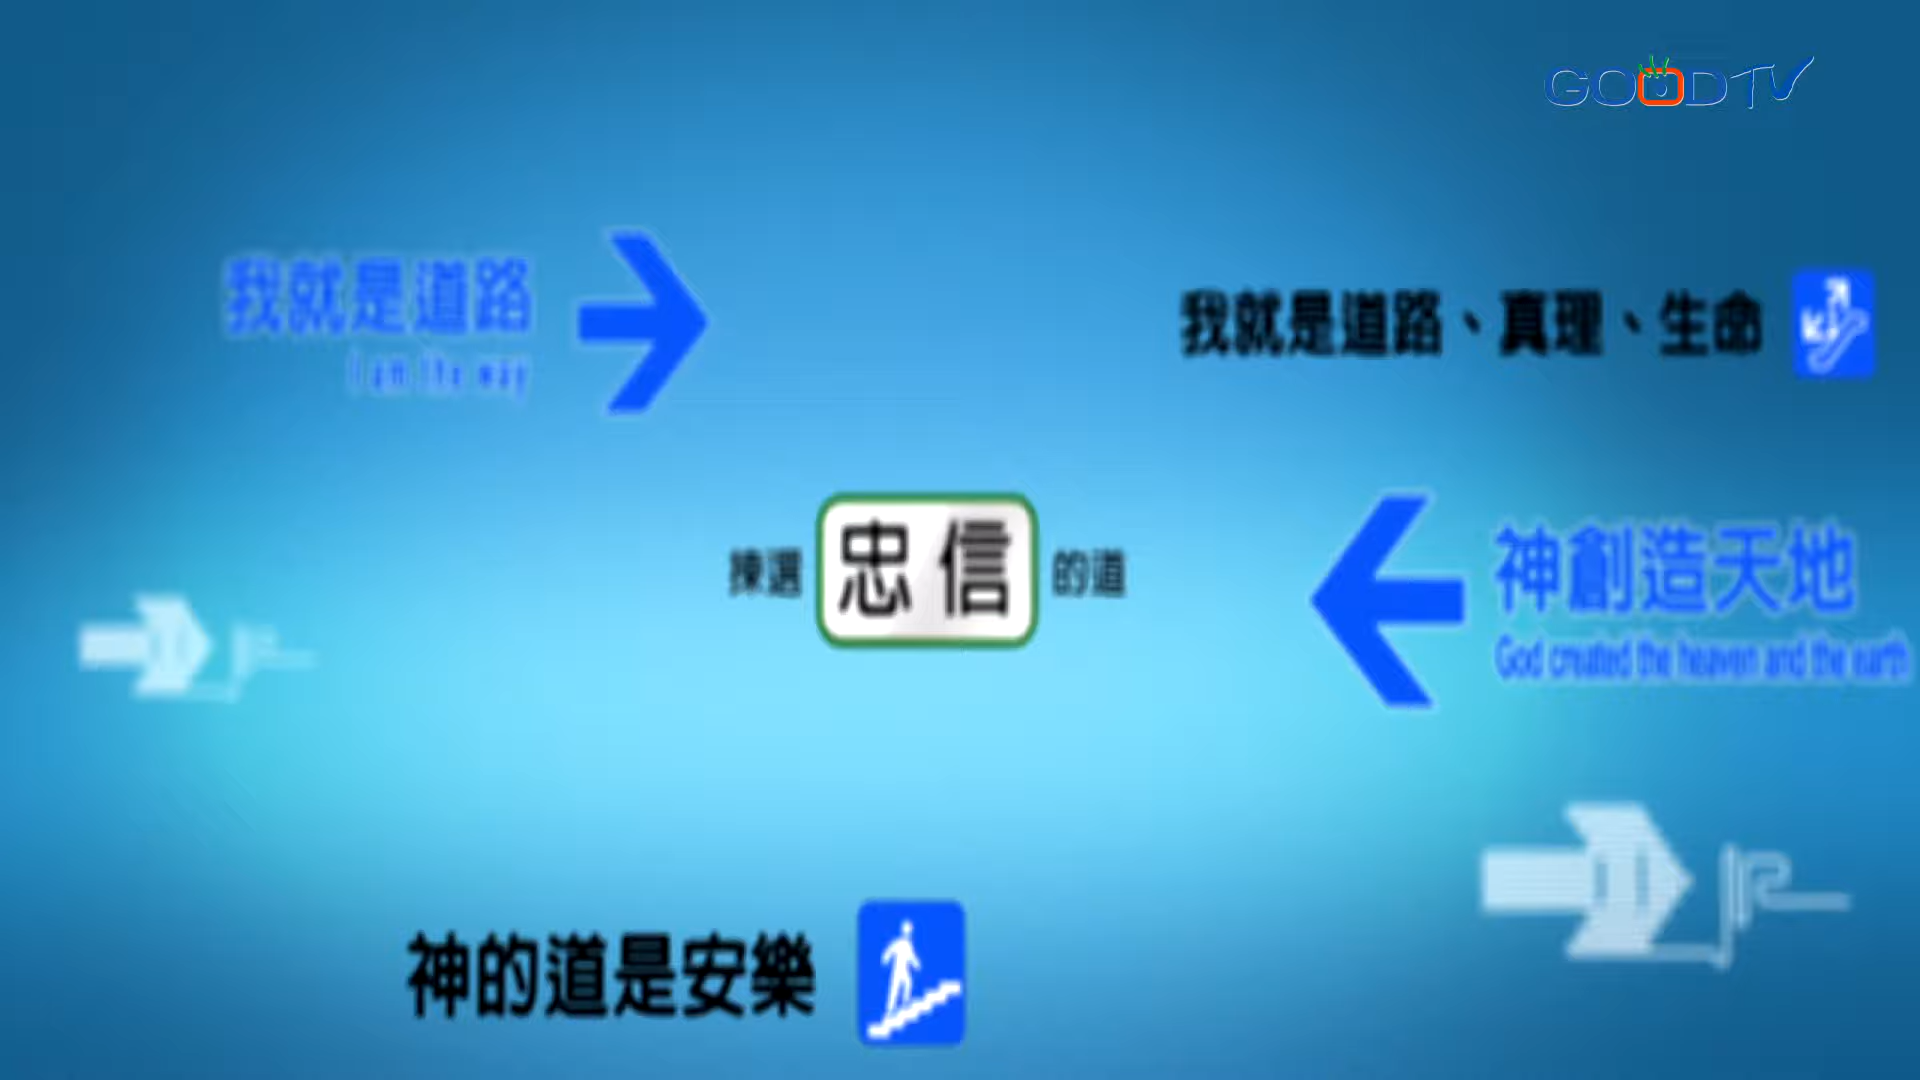 GOODTV
我就是道路
I am the way
我就是道路、真理、生命
揀選 忠信 的道
神創造天地
God created the heaven and the earth
神的道是安樂